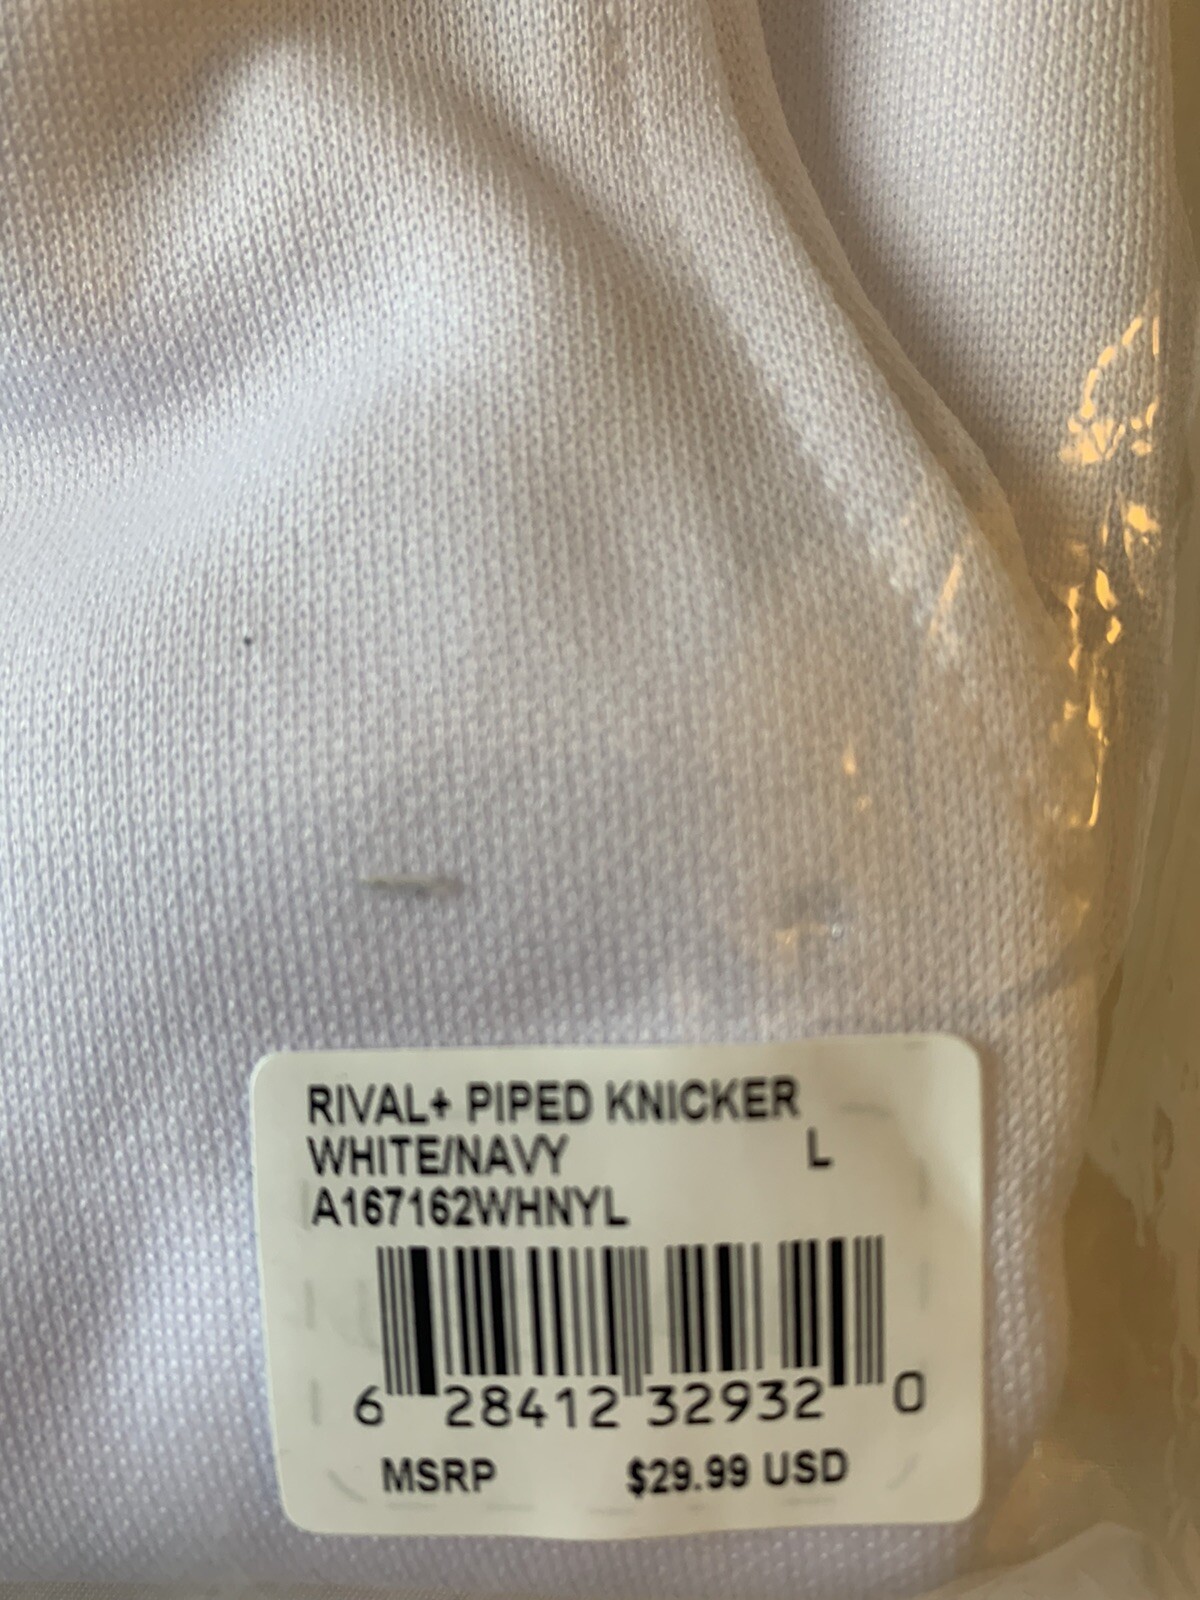 RIVAL+ PIPED KNICKER
WHITE/NAVY L
A167162WHNYL
6 28412 32932 0
MSRP $29.99 USD